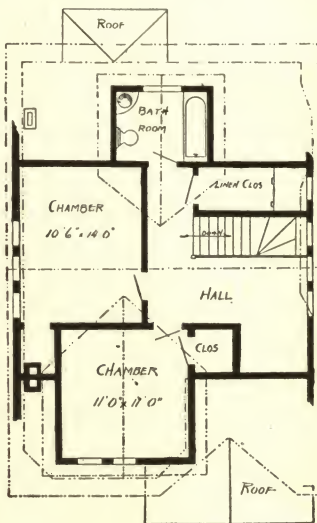 ROOF
BATH
ROOM
LINEN CLOS
CHAMBER
10'6" x 14'0"
DOWN
HALL
CLOS
CHAMBER
11'0" x 11'0"
ROOF